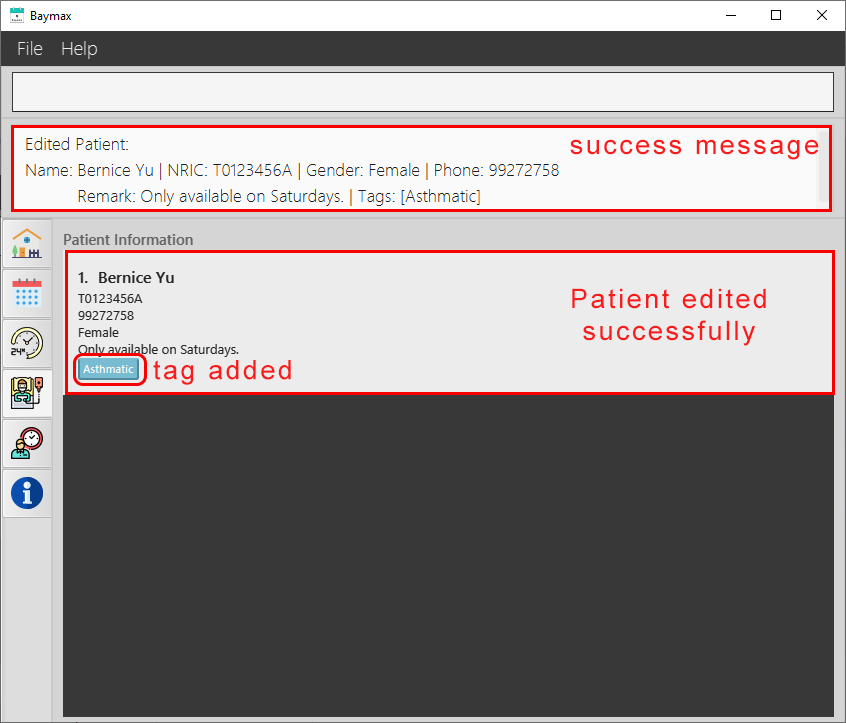 Baymax
File Help
Edited Patient:
success message
Name: Bernice Yu | NRIC: T0123456A | Gender: Female | Phone: 99272758
Remark: Only available on Saturdays. | Tags: [Asthmatic]
Patient Information
1. Bernice Yu
T0123456A
99272758
Female
Only available on Saturdays.
Asthmatic
tag added
Patient edited
successfully